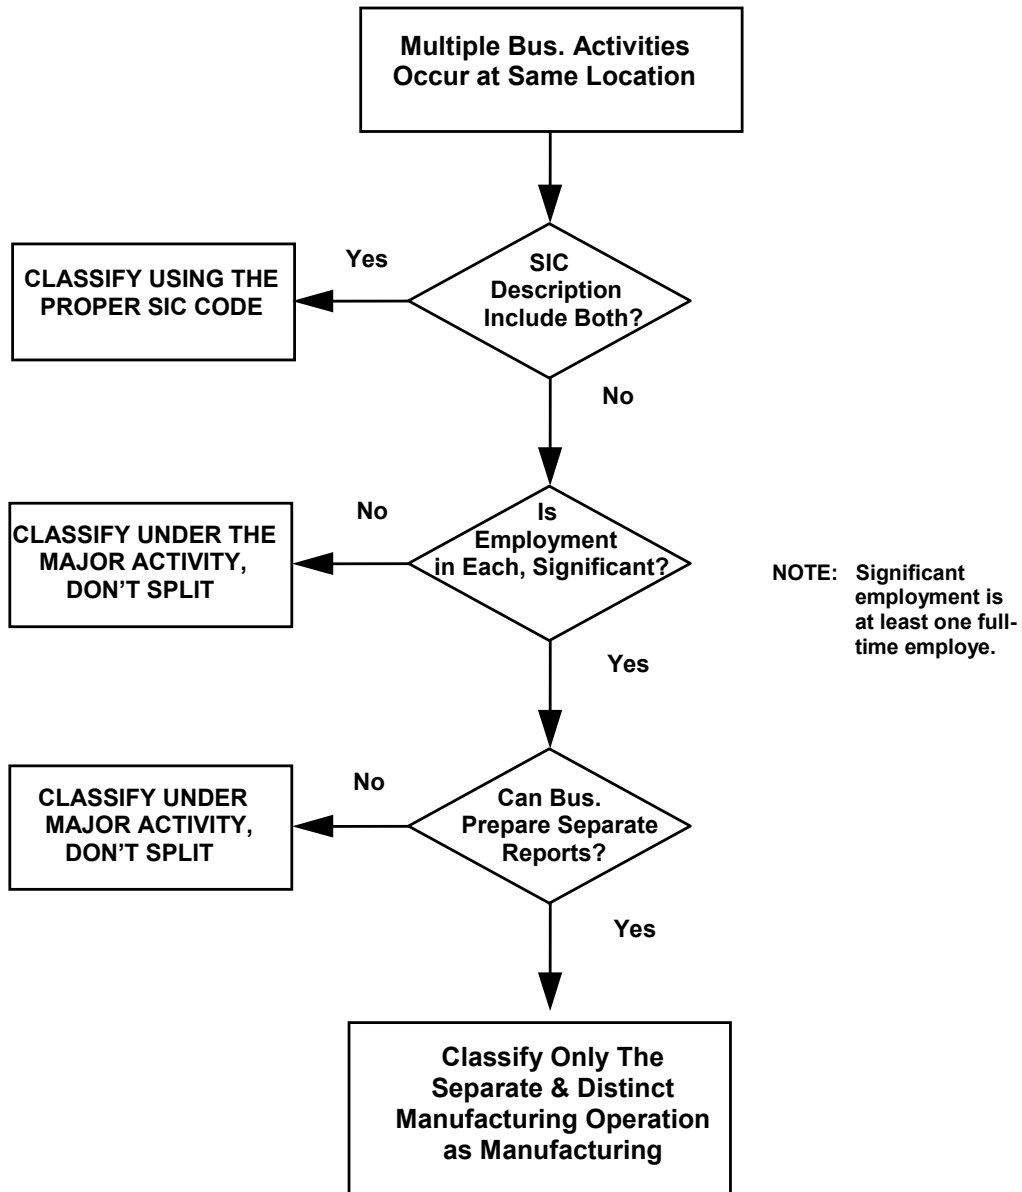 Multiple Bus. Activities
Occur at Same Location
SIC
Description
Include Both?
Yes
CLASSIFY USING THE
PROPER SIC CODE
No
Is
Employment
in Each, Significant?
No
CLASSIFY UNDER THE
MAJOR ACTIVITY,
DON'T SPLIT
NOTE: Significant
employment is
at least one full-
time employe.
Yes
Can Bus.
Prepare Separate
Reports?
No
CLASSIFY UNDER
MAJOR ACTIVITY,
DON'T SPLIT
Yes
Classify Only The
Separate & Distinct
Manufacturing Operation
as Manufacturing